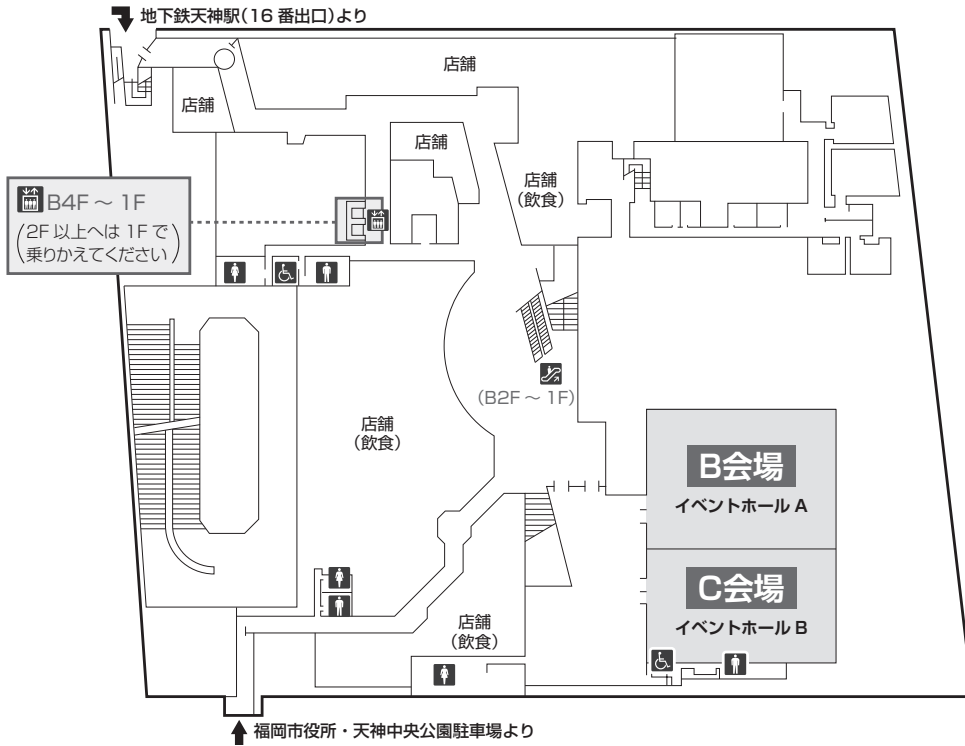 地下鉄天神駅（16 番出口）より
店舗
店舗
店舗
店舗
（飲食）
B4F ～ 1F
（2F 以上へは 1F で
乗りかえてください）
（B2F ～ 1F）
店舗
（飲食）
B会場
イベントホール A
C会場
イベントホール B
店舗
（飲食）
福岡市役所・天神中央公園駐車場より